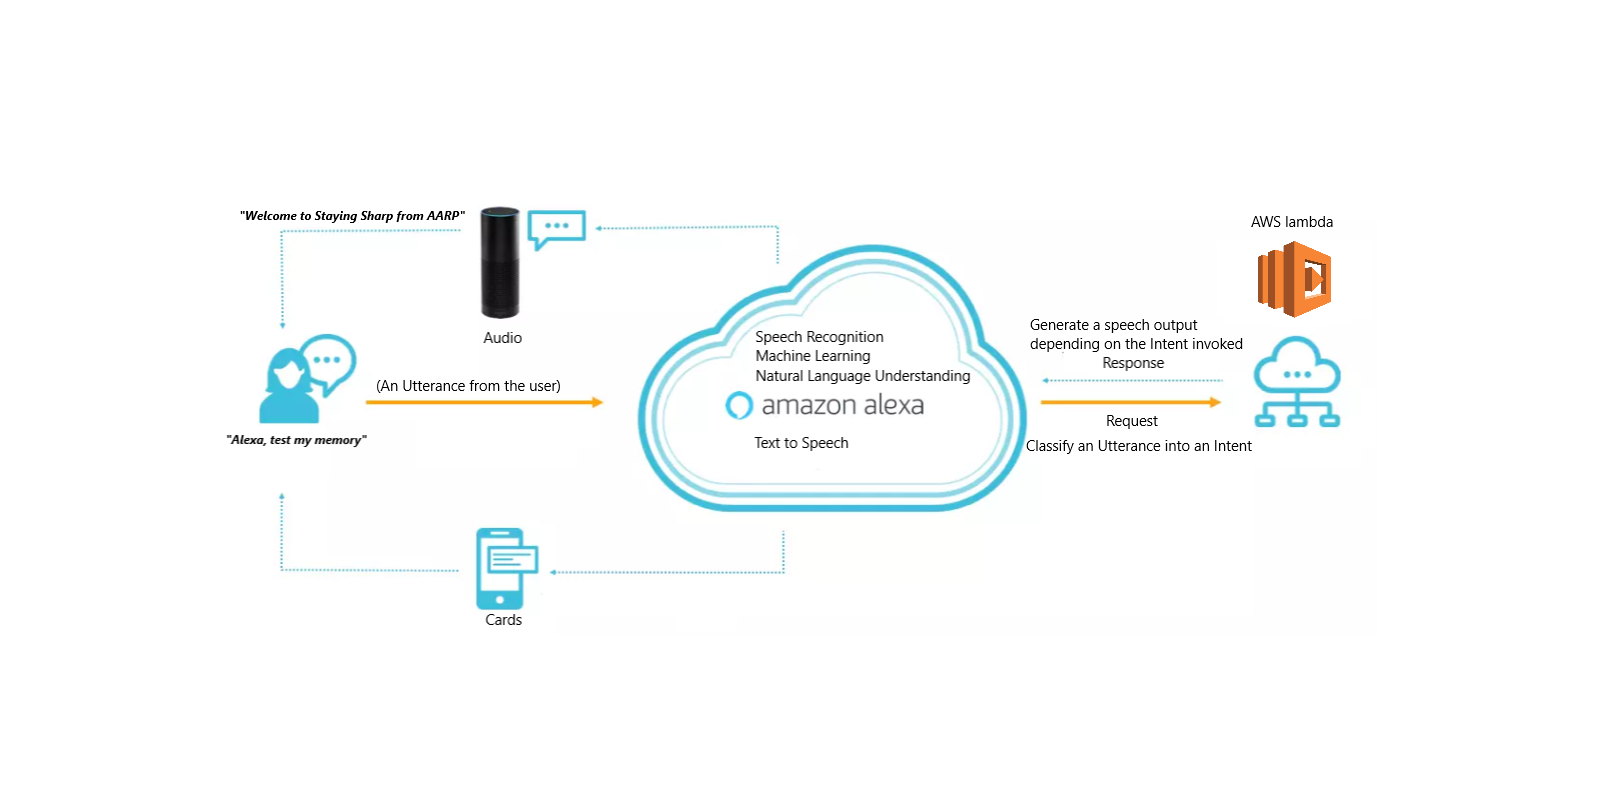 "Welcome to Staying Sharp from AARP"
Audio
(An Utterance from the user)
"Alexa, test my memory"
Cards
Speech Recognition
Machine Learning
Natural Language Understanding
amazon alexa
Text to Speech
AWS lambda
Generate a speech output
depending on the Intent invoked
Response
Request
Classify an Utterance into an Intent